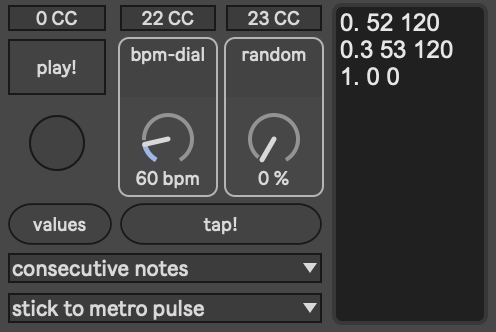 0 CC
22 CC
23 CC
play!
bpm-dial
random
60 bpm
0 %
values
tap!
consecutive notes
stick to metro pulse
0. 52 120
0.3 53 120
1. 0 0